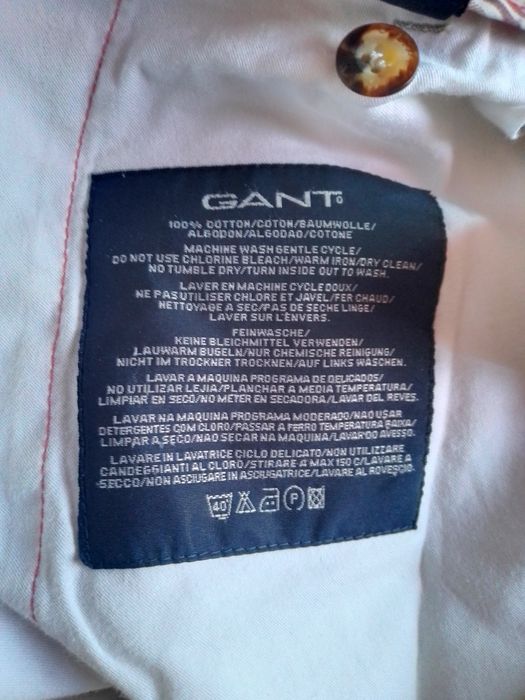 GANT
100% COTTON/COTON/BAUMWOLLE/
ALGODON/ALGODAO/COTONE
MACHINE WASH GENTLE CYCLE/
DO NOT USE CHLORINE BLEACH/WARM IRON/DRY CLEAN/
NO TUMBLE DRY/TURN INSIDE OUT TO WASH.
LAVER EN MACHINE CYCLE DOUX/
NE PAS UTILISER CHLORE ET JAVEL/FER CHAUD/
NETTOYAGE A SEC/PAS DE SECHE LINGE/
LAVER SUR L'ENVERS.
FEINWASCHE/
KEINE BLEICHMITTEL VERWENDEN/
LAUWARM BUGELN/NUR CHEMISCHE REINIGUNG/
NICHT IM TROCKNER TROCKNEN/AUF LINKS WASCHEN.
LAVAR A MAQUINA PROGRAMA DE DELICADOS/
NO UTILIZAR LEJIA/PLANCHAR A MEDIA TEMPERATURA/
LIMPIAR EN SECO/NO METER EN SECADORA/LAVAR DEL REVES.
LAVAR NA MAQUINA PROGRAMA MODERADO/NAO USAR
DETERGENTES COM CLORO/PASSAR A FERRO TEMPERATURA BAIXA/
LIMPAR A SECO/NAO SECAR NA MAQUINA/LAVAR DO AVESSO.
LAVARE IN LAVATRICE CICLO DELICATO/NON UTILIZZARE
CANDEGGIANTI AL CLORO/STIRARE A MAX 150 C/LAVARE A
SECCO/NON ASCIUGARE IN ASCIUGATRICE/LAVARE AL ROVESCIO.
40 P